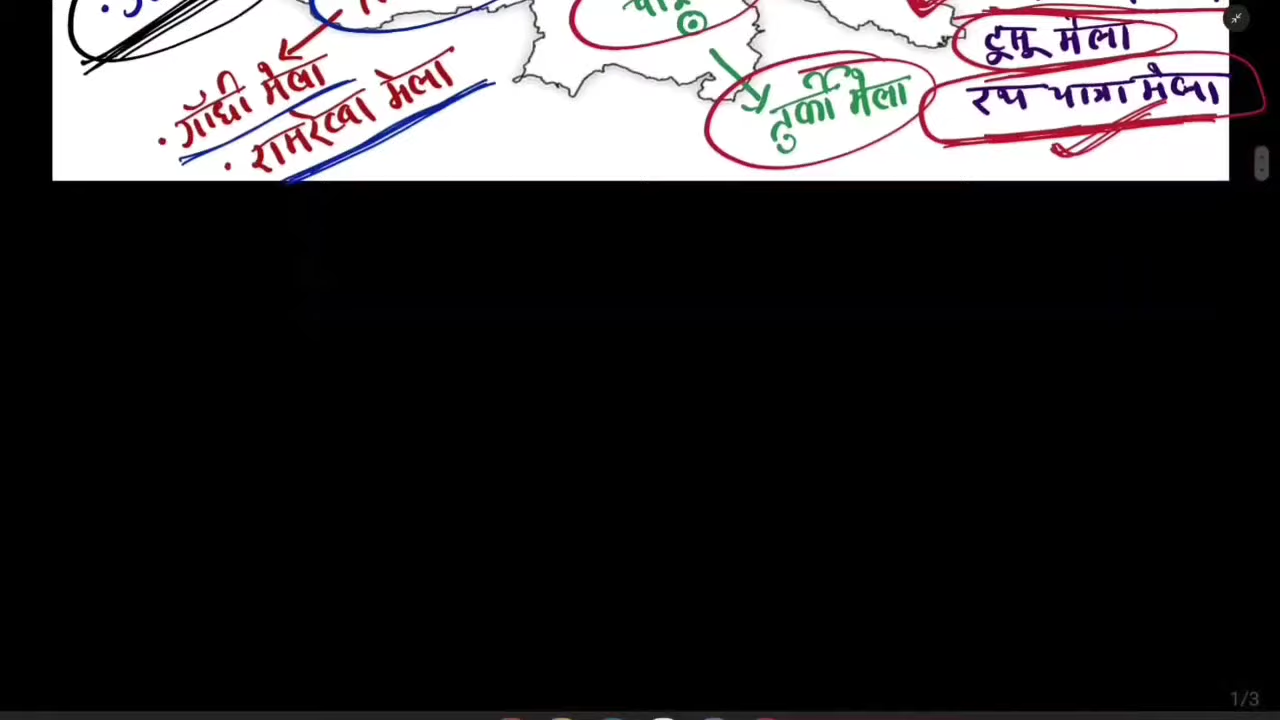 टुसू मेला
रथ यात्रा मेला
तुर्की मेला
• गाँधी मेला
• रामरेखा मेला
1/3